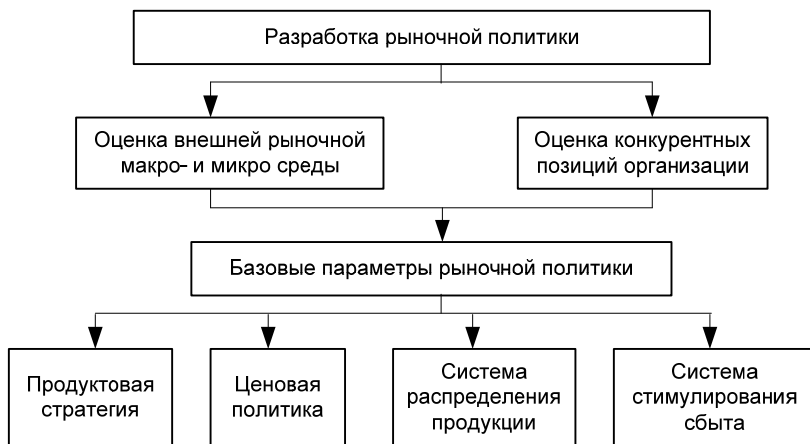 Разработка рыночной политики
Оценка внешней рыночной
макро- и микро среды
Оценка конкурентных
позиций организации
Базовые параметры рыночной политики
Продуктовая
стратегия
Ценовая
политика
Система
распределения
продукции
Система
стимулирования
сбыта